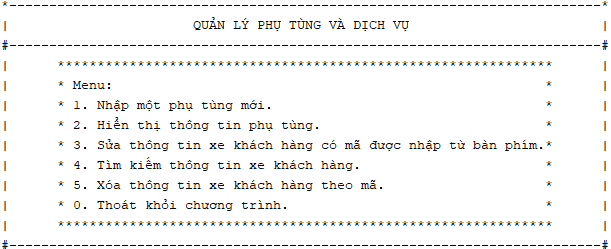 QUẢN LÝ PHỤ TÙNG VÀ DỊCH VỤ
***************************************************************
* Menu: *
* 1. Nhập một phụ tùng mới. *
* 2. Hiển thị thông tin phụ tùng. *
* 3. Sửa thông tin xe khách hàng có mã được nhập từ bàn phím.*
* 4. Tìm kiếm thông tin xe khách hàng. *
* 5. Xóa thông tin xe khách hàng theo mã. *
* 0. Thoát khỏi chương trình. *
***************************************************************